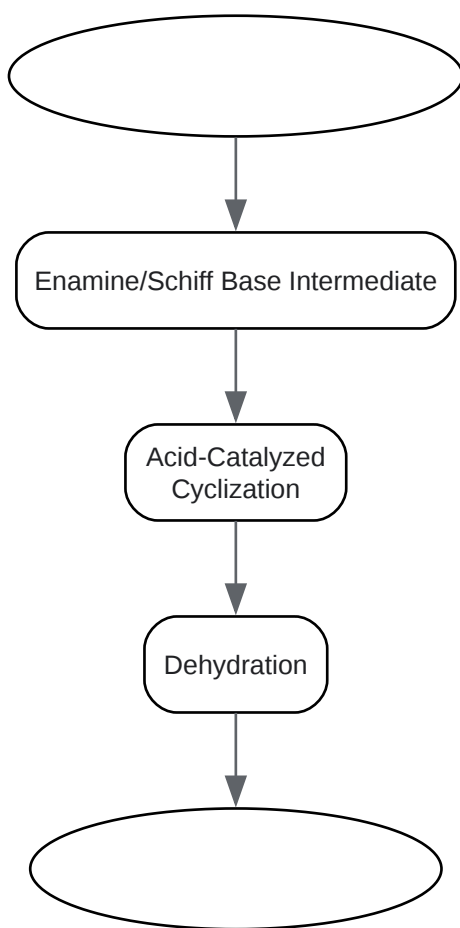 Enamine/Schiff Base Intermediate
Acid-Catalyzed
Cyclization
Dehydration